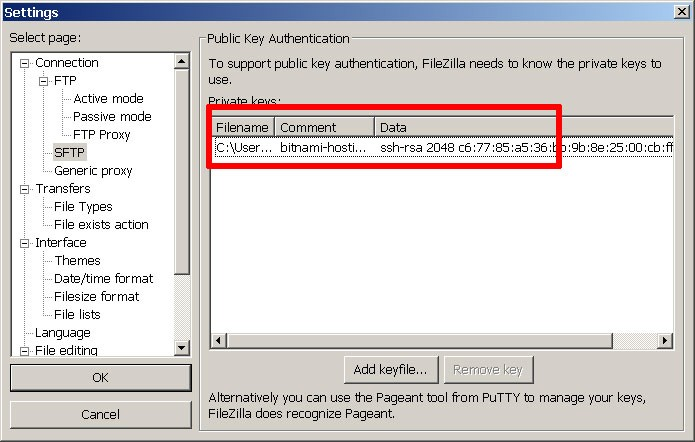 Settings
Select page:
Connection
FTP
Active mode
Passive mode
FTP Proxy
SFTP
Generic proxy
Transfers
File Types
File exists action
Interface
Themes
Date/time format
Filesize format
File lists
Language
File editing
OK
Cancel
Public Key Authentication
To support public key authentication, FileZilla needs to know the private keys to
use.
Private keys:
Filename Comment Data
C:\User... bitnami-hosti... ssh-rsa 2048 c6:77:85:a5:36:bb:9b:8e:25:00:cb:ff
Add keyfile... Remove key
Alternatively you can use the Pageant tool from PuTTY to manage your keys,
FileZilla does recognize Pageant.